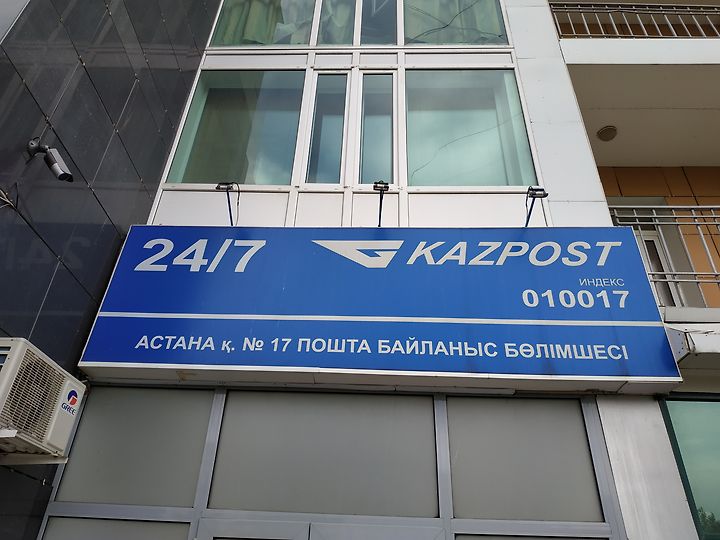 24/7 KAZPOST
ИНДЕКС
010017
АСТАНА қ. № 17 ПОШТА БАЙЛАНЫС БӨЛІМШЕСІ
GREE